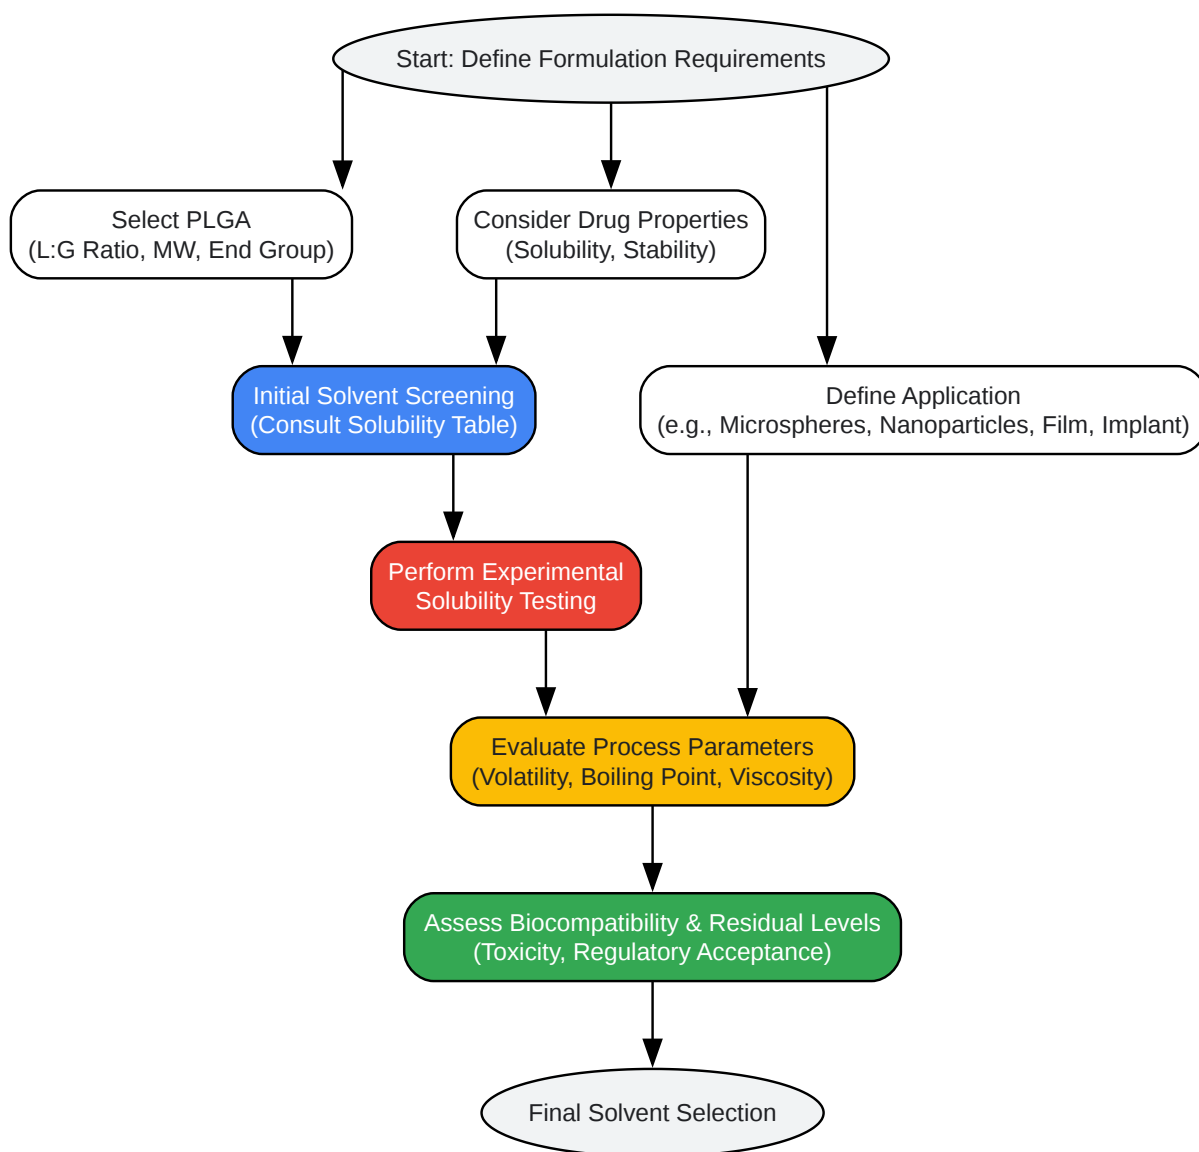 Start: Define Formulation Requirements
Select PLGA
(L:G Ratio, MW, End Group)
Consider Drug Properties
(Solubility, Stability)
Initial Solvent Screening
(Consult Solubility Table)
Define Application
(e.g., Microspheres, Nanoparticles, Film, Implant)
Perform Experimental
Solubility Testing
Evaluate Process Parameters
(Volatility, Boiling Point, Viscosity)
Assess Biocompatibility & Residual Levels
(Toxicity, Regulatory Acceptance)
Final Solvent Selection